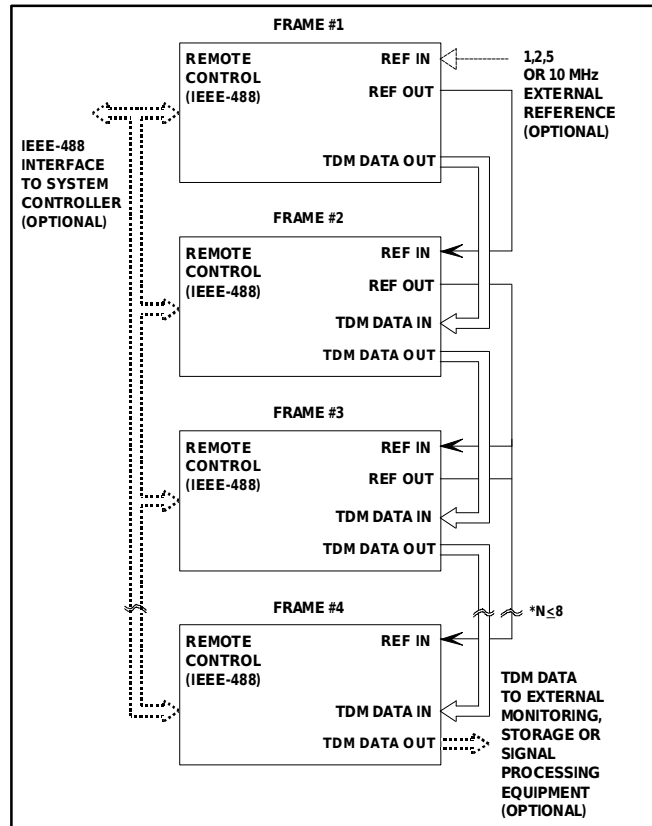 FRAME #1
REMOTE
CONTROL
(IEEE-488)
REF IN
REF OUT
TDM DATA OUT
1,2,5
OR 10 MHz
EXTERNAL
REFERENCE
(OPTIONAL)
IEEE-488
INTERFACE
TO SYSTEM
CONTROLLER
(OPTIONAL)
FRAME #2
REMOTE
CONTROL
(IEEE-488)
REF IN
REF OUT
TDM DATA IN
TDM DATA OUT
FRAME #3
REMOTE
CONTROL
(IEEE-488)
REF IN
REF OUT
TDM DATA IN
TDM DATA OUT
*N≤8
FRAME #4
REMOTE
CONTROL
(IEEE-488)
REF IN
TDM DATA IN
TDM DATA OUT
TDM DATA
TO EXTERNAL
MONITORING,
STORAGE OR
SIGNAL
PROCESSING
EQUIPMENT
(OPTIONAL)